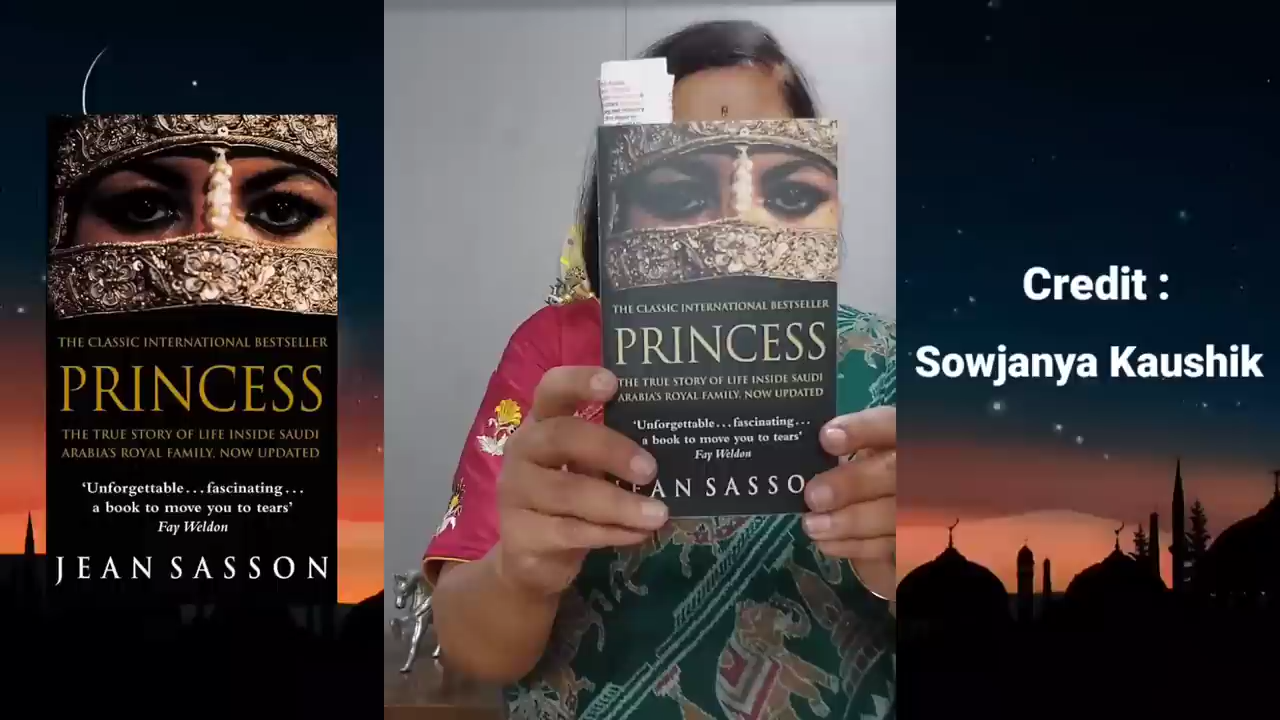 THE CLASSIC INTERNATIONAL BESTSELLER
PRINCESS
THE TRUE STORY OF LIFE INSIDE SAUDI
ARABIA'S ROYAL FAMILY, NOW UPDATED
‘Unforgettable...fascinating...
a book to move you to tears’
Fay Weldon
JEAN SASSON
THE CLASSIC INTERNATIONAL BESTSELLER
PRINCESS
THE TRUE STORY OF LIFE INSIDE SAUDI
ARABIA'S ROYAL FAMILY, NOW UPDATED
‘Unforgettable...fascinating...
a book to move you to tears’
Fay Weldon
EAN SASSO
Credit :
Sowjanya Kaushik